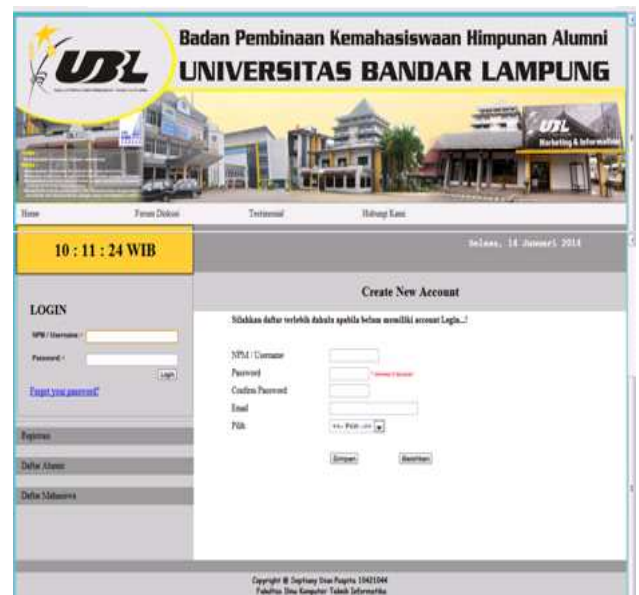 UBL
Badan Pembinaan Kemahasiswaan Himpunan Alumni
UNIVERSITAS BANDAR LAMPUNG
UBL
Marketing & Information
Home Forum Diskusi Testimonial Hubungi Kami
10 : 11 : 24 WIB
Selasa, 14 Januari 2014
LOGIN
NPM / Username :
Password :
Login
Forgot your password?
Registrasi
Daftar Alumni
Daftar Mahasiswa
Create New Account
Silahkan daftar terlebih dahulu apabila belum memiliki account Login...!
NPM / Username
Password
Confirm Password
Email
Pilih <<- Pilih ->>
Simpan Bersihkan
Copyright @ Septiany Dian Puspita 10421044
Fakultas Ilmu Komputer Teknik Informatika